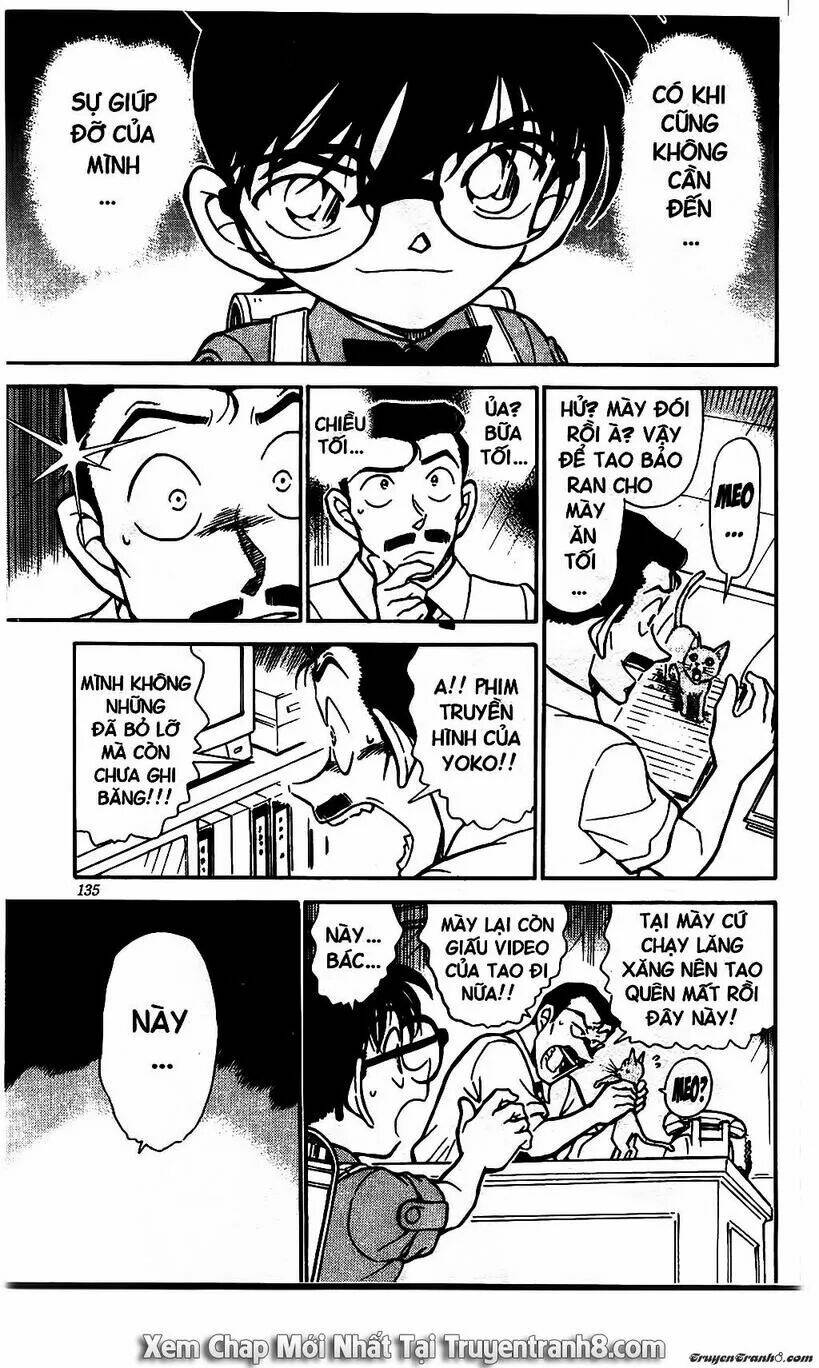 CÓ KHI
CŨNG
KHÔNG
CẦN
ĐẾN
...
SỰ GIÚP
ĐỠ CỦA
MÌNH
...
HỬ? MÀY ĐÓI
RỒI À? VẬY
ĐỂ TAO BẢO
RAN CHO
MÀY
ĂN
TỐI
...
MEO
...
ỦA?
BỮA
TỐI...
CHIỀU
TỐI...
A!! PHIM
TRUYỀN
HÌNH CỦA
YOKO!!
MÌNH KHÔNG
NHỮNG
ĐÃ BỎ LỠ
MÀ CÒN
CHƯA GHI
BĂNG!!!
135
TẠI MÀY CỨ
CHẠY LĂNG
XĂNG NÊN TAO
QUÊN MẤT RỒI
ĐÂY NÀY!
MEO?
MÀY LẠI CÒN
GIẤU VIDEO
CỦA TAO ĐI
NỮA!!
NÀY...
BÁC...
NÀY
...
Xem Chap Mới Nhất Tại Truyentranh8.com
TruyenTranh8.com